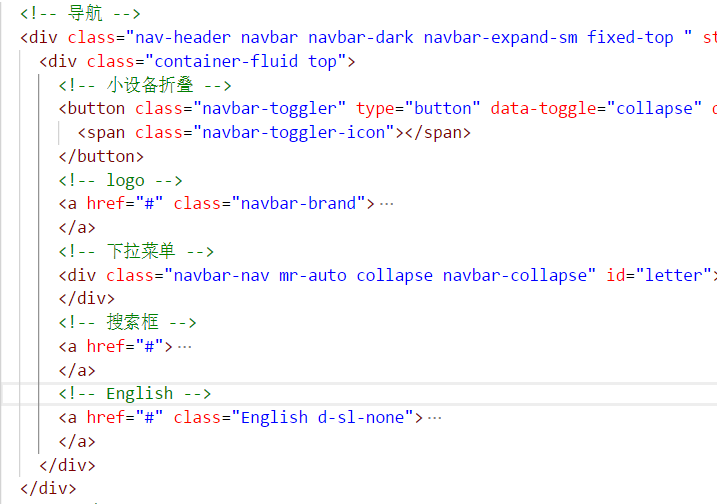 <!-- 导航 -->
<div class="nav-header navbar navbar-dark navbar-expand-sm fixed-top " st
<div class="container-fluid top">
<!-- 小设备折叠 -->
<button class="navbar-toggler" type="button" data-toggle="collapse" d
<span class="navbar-toggler-icon"></span>
</button>
<!-- logo -->
<a href="#" class="navbar-brand">…
</a>
<!-- 下拉菜单 -->
<div class="navbar-nav mr-auto collapse navbar-collapse" id="letter">
</div>
<!-- 搜索框 -->
<a href="#">…
</a>
<!-- English -->
<a href="#" class="English d-sl-none">…
</a>
</div>
</div>